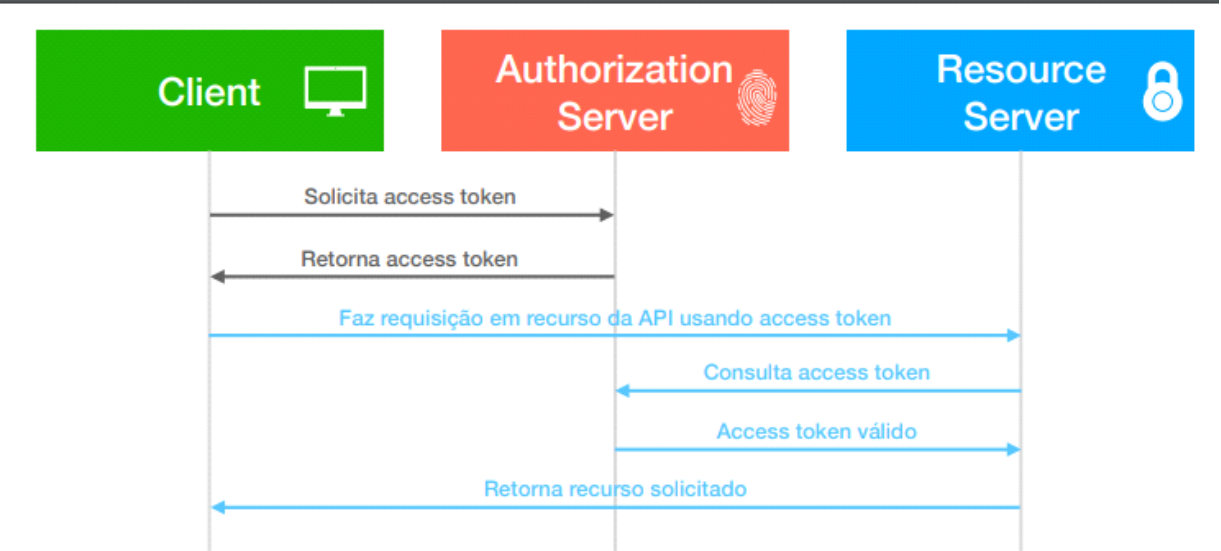 Client
Authorization
Server
Resource
Server
Solicita access token
Retorna access token
Faz requisição em recurso da API usando access token
Consulta access token
Access token válido
Retorna recurso solicitado